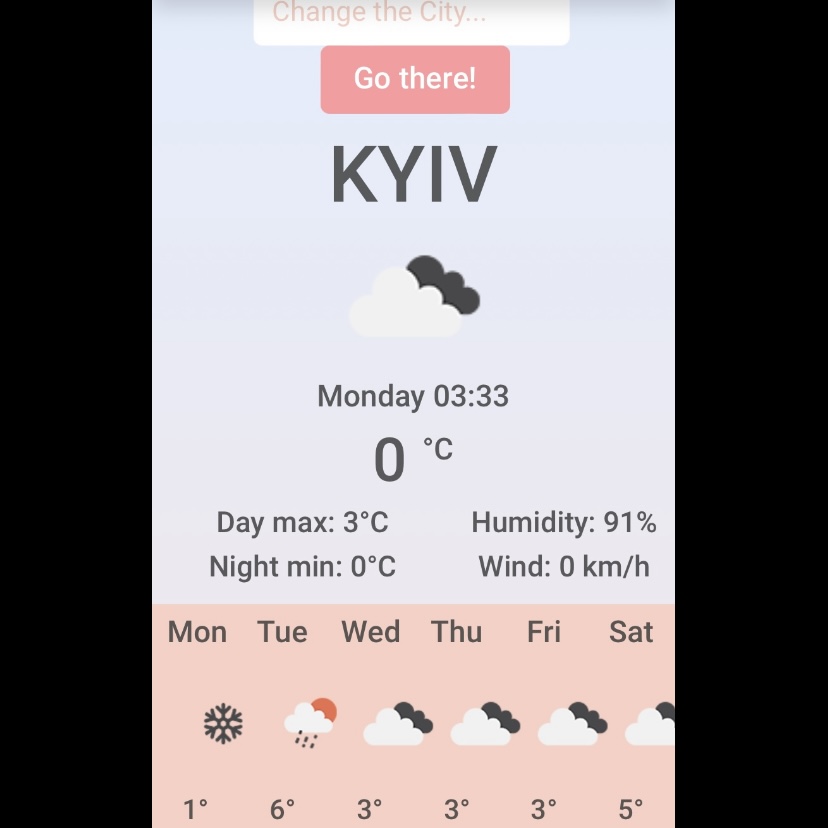 Change the City...
Go there!
KYIV
Monday 03:33
0 °C
Day max: 3°C Humidity: 91%
Night min: 0°C Wind: 0 km/h
Mon Tue Wed Thu Fri Sat
1° 6° 3° 3° 3° 5°